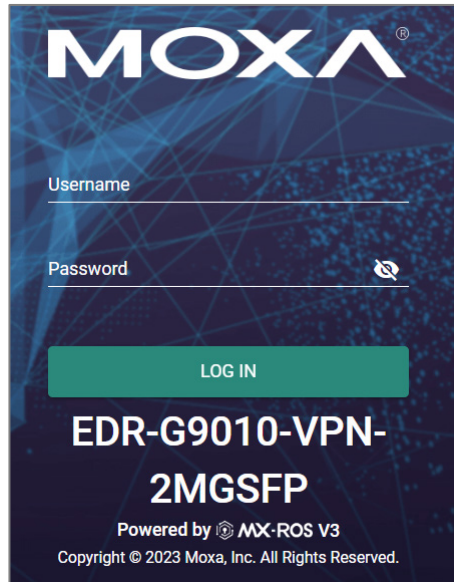 MOXA®
Username
Password
LOG IN
EDR-G9010-VPN-
2MGSFP
Powered by MX-ROS V3
Copyright © 2023 Moxa, Inc. All Rights Reserved.